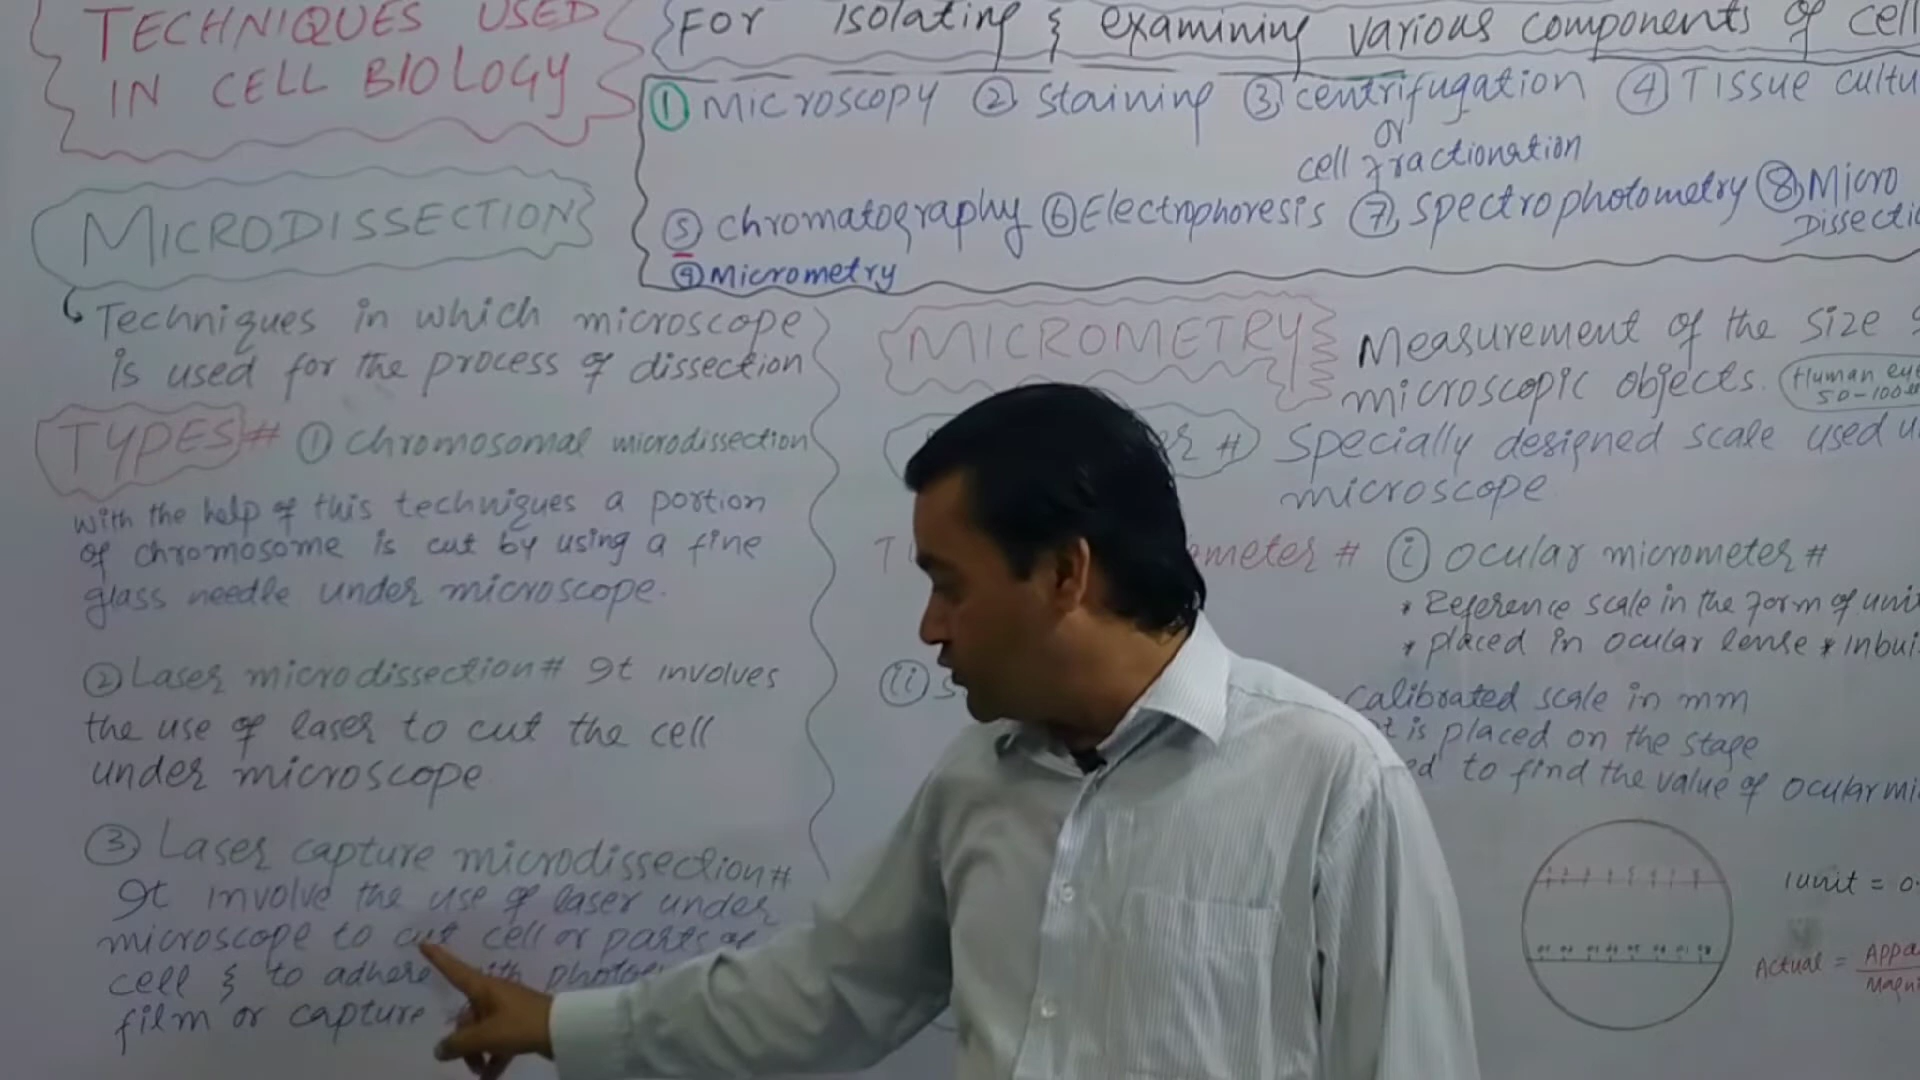 TECHNIQUES USED
IN CELL BIOLOGY
For Isolating & examining various components of cell
① Microscopy ② Staining ③ centrifugation ④ Tissue
or
cell fractionation
⑤ chromatography ⑥ Electrophoresis ⑦ Spectrophotometry ⑧ Micro
⑨ Micrometry
MICRODISSECTION
Techniques in which microscope
is used for the process of dissection
TYPES # ① Chromosomal microdissection
with the help of this techniques a portion
of chromosome is cut by using a fine
glass needle under microscope.
② Laser microdissection # It involves
the use of laser to cut the cell
under microscope
③ Laser capture microdissection #
It involve the use of laser under
microscope to cut cell or parts of
cell & to adhere
film or capture
MICROMETRY
Measurement of the size
microscopic objects. (Human eye
50-100
# Specially designed scale used
microscope
# ⓘ ocular micrometer #
* Reference scale in the form of
* placed in ocular lense *
ⓘⓘ
calibrated scale in mm
is placed on the stage
to find the value of ocular
1 unit = 0.
Actual =